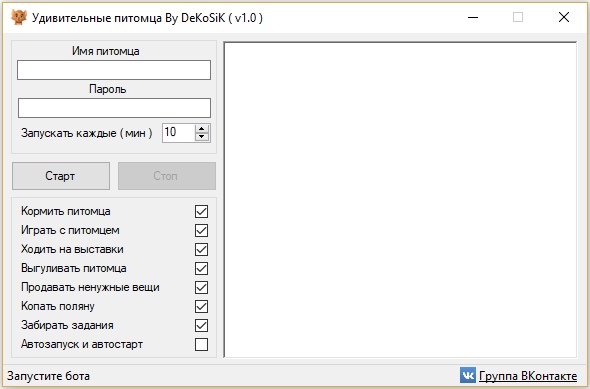 Удивительные питомца By DeKoSiK ( v1.0 )
Имя питомца
Пароль
Запускать каждые ( мин ) 10
Старт Стоп
Кормить питомца
Играть с питомцем
Ходить на выставки
Выгуливать питомца
Продавать ненужные вещи
Копать поляну
Забирать задания
Автозапуск и автостарт
Запустите бота
Группа ВКонтакте